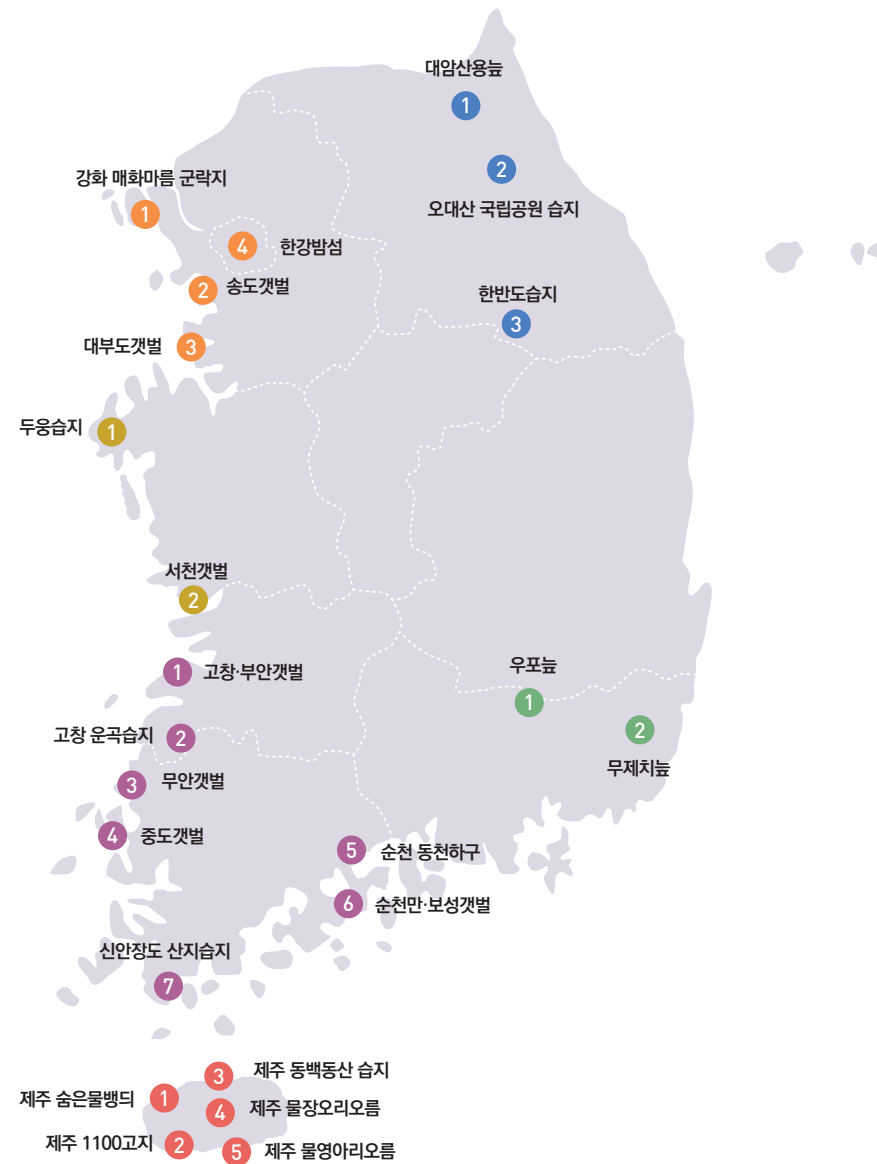 대암산용늪
1
2
오대산 국립공원 습지
강화 매화마름 군락지
1
4
한강밤섬
2
송도갯벌
한반도습지
3
대부도갯벌
3
두웅습지
1
서천갯벌
2
1
고창·부안갯벌
우포늪
1
고창 운곡습지
2
2
무제치늪
3
무안갯벌
4
중도갯벌
5
순천 동천하구
6
순천만·보성갯벌
신안장도 산지습지
7
3
제주 동백동산 습지
제주 숨은물뱅듸
1
4
제주 물장오리오름
제주 1100고지
2
5
제주 물영아리오름